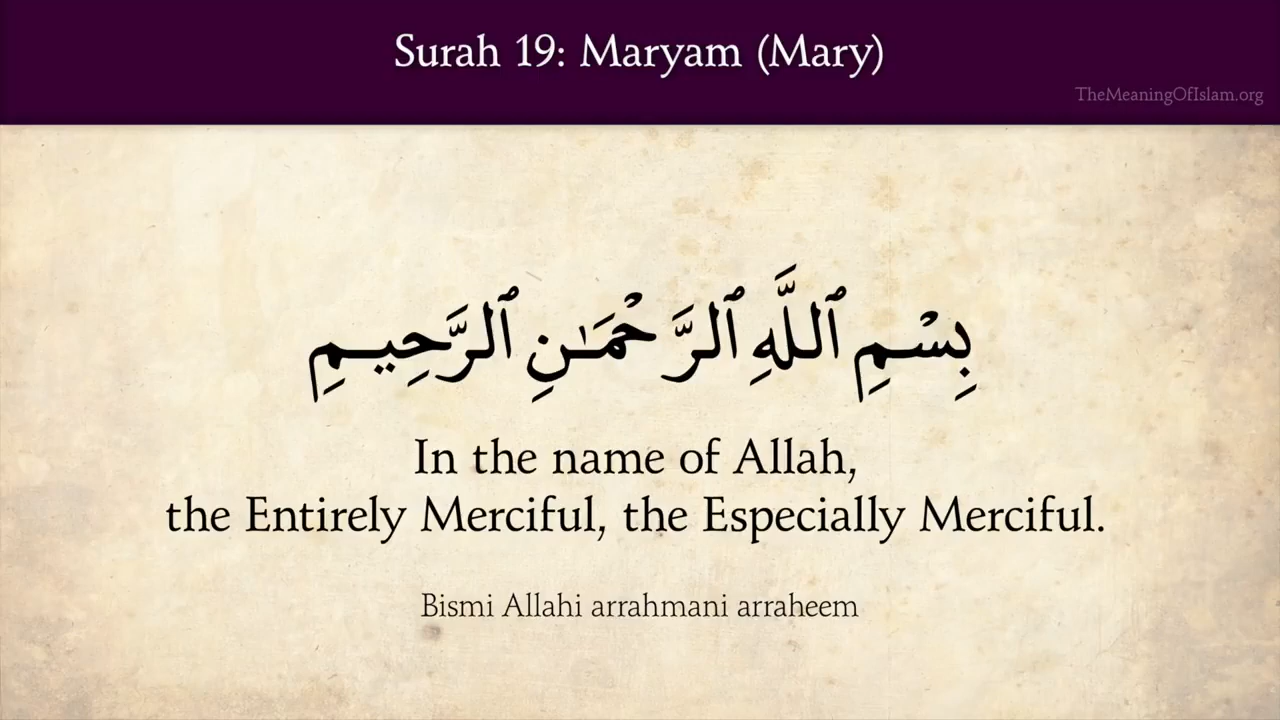 Surah 19: Maryam (Mary)
TheMeaningOfIslam.org
بِسْمِ ٱللَّهِ ٱلرَّحْمَـٰنِ ٱلرَّحِيمِ
In the name of Allah,
the Entirely Merciful, the Especially Merciful.
Bismi Allahi arrahmani arraheem